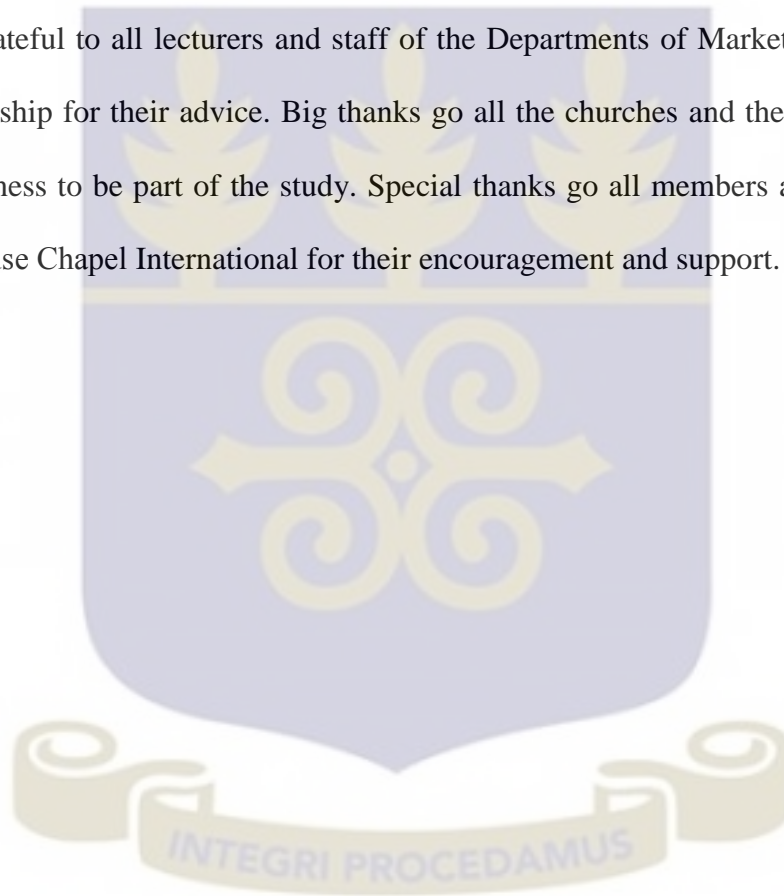 ateful to all lecturers and staff of the Departments of Market
ship for their advice. Big thanks go all the churches and the
ness to be part of the study. Special thanks go all members a
se Chapel International for their encouragement and support.
INTEGRI PROCEDAMUS